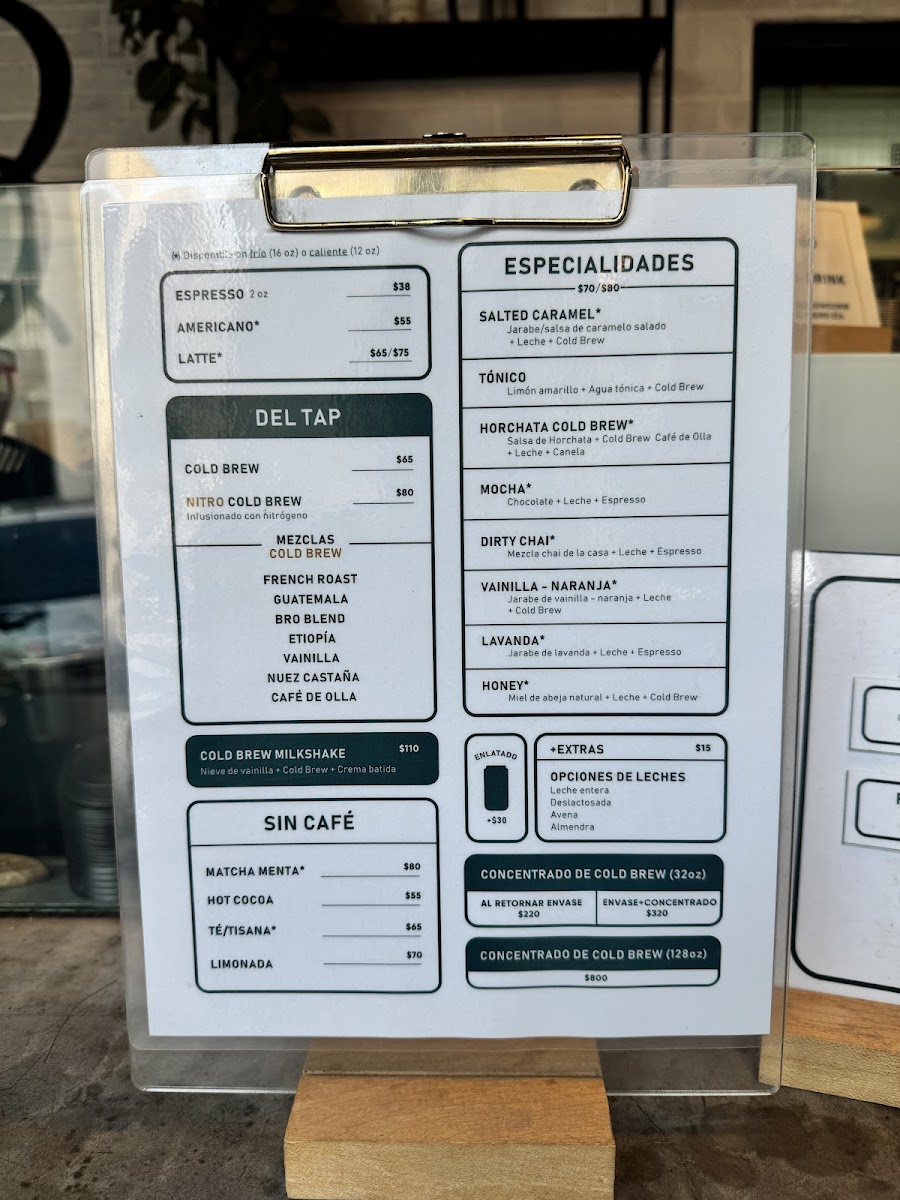 (*) Disponible en frío (16 oz) o caliente (12 oz)
ESPRESSO 2 oz $38
AMERICANO* $55
LATTE* $65/$75
DEL TAP
COLD BREW $65
NITRO COLD BREW $80
Infusionado con nitrógeno
MEZCLAS
COLD BREW
FRENCH ROAST
GUATEMALA
BRO BLEND
ETIOPÍA
VAINILLA
NUEZ CASTAÑA
CAFÉ DE OLLA
COLD BREW MILKSHAKE $110
Nieve de vainilla + Cold Brew + Crema batida
SIN CAFÉ
MATCHA MENTA* $80
HOT COCOA $55
TÉ/TISANA* $65
LIMONADA $70
ESPECIALIDADES
$70/$80
SALTED CARAMEL*
Jarabe/salsa de caramelo salado
+ Leche + Cold Brew
TÓNICO
Limón amarillo + Agua tónica + Cold Brew
HORCHATA COLD BREW*
Salsa de Horchata + Cold Brew Café de Olla
+ Leche + Canela
MOCHA*
Chocolate + Leche + Espresso
DIRTY CHAI*
Mezcla chai de la casa + Leche + Espresso
VAINILLA - NARANJA*
Jarabe de vainilla - naranja + Leche
+ Cold Brew
LAVANDA*
Jarabe de lavanda + Leche + Espresso
HONEY*
Miel de abeja natural + Leche + Cold Brew
ENLATADO
+$30
+EXTRAS $15
OPCIONES DE LECHES
Leche entera
Deslactosada
Avena
Almendra
CONCENTRADO DE COLD BREW (32oz)
AL RETORNAR ENVASE ENVASE+CONCENTRADO
$220 $320
CONCENTRADO DE COLD BREW (128oz)
$800